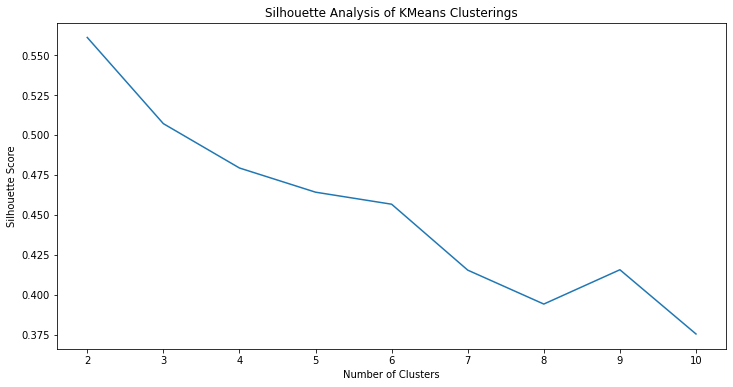 Silhouette Analysis of KMeans Clusterings
Silhouette Score
0.550
0.525
0.500
0.475
0.450
0.425
0.400
0.375
2 3 4 5 6 7 8 9 10
Number of Clusters